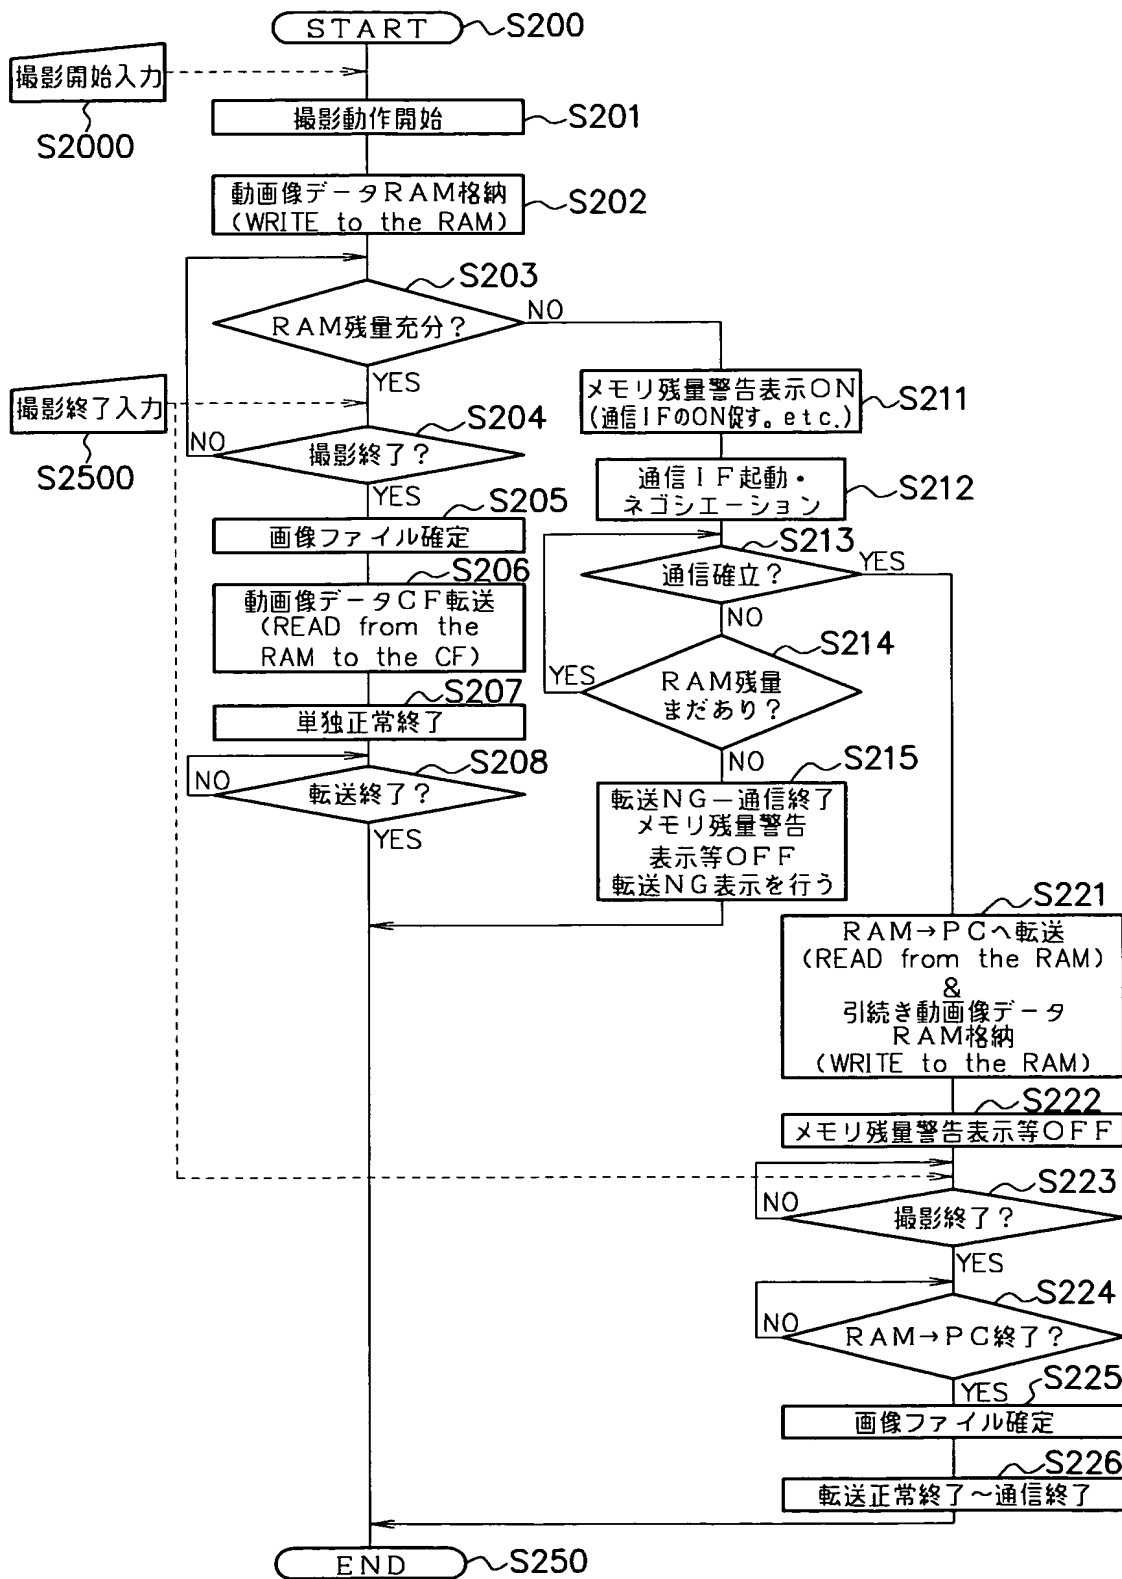 START
S200
撮影開始入力
S2000
撮影動作開始
S201
動画像データRAM格納
(WRITE to the RAM)
S202
S203
RAM残量充分?
NO
YES
撮影終了入力
S2500
S204
撮影終了?
NO
YES
S205
画像ファイル確定
S206
動画像データCF転送
(READ from the
RAM to the CF)
S207
単独正常終了
S208
転送終了?
NO
YES
メモリ残量警告表示ON
(通信IFのON促す。etc.)
S211
通信IF起動・
ネゴシエーション
S212
S213
通信確立?
YES
NO
S214
RAM残量
まだあり?
YES
NO
S215
転送NG-通信終了
メモリ残量警告
表示等OFF
転送NG表示を行う
S221
RAM→PCへ転送
(READ from the RAM)
&
引続き動画像データ
RAM格納
(WRITE to the RAM)
S222
メモリ残量警告表示等OFF
S223
撮影終了?
NO
YES
S224
RAM→PC終了?
NO
YES
S225
画像ファイル確定
S226
転送正常終了~通信終了
END
S250